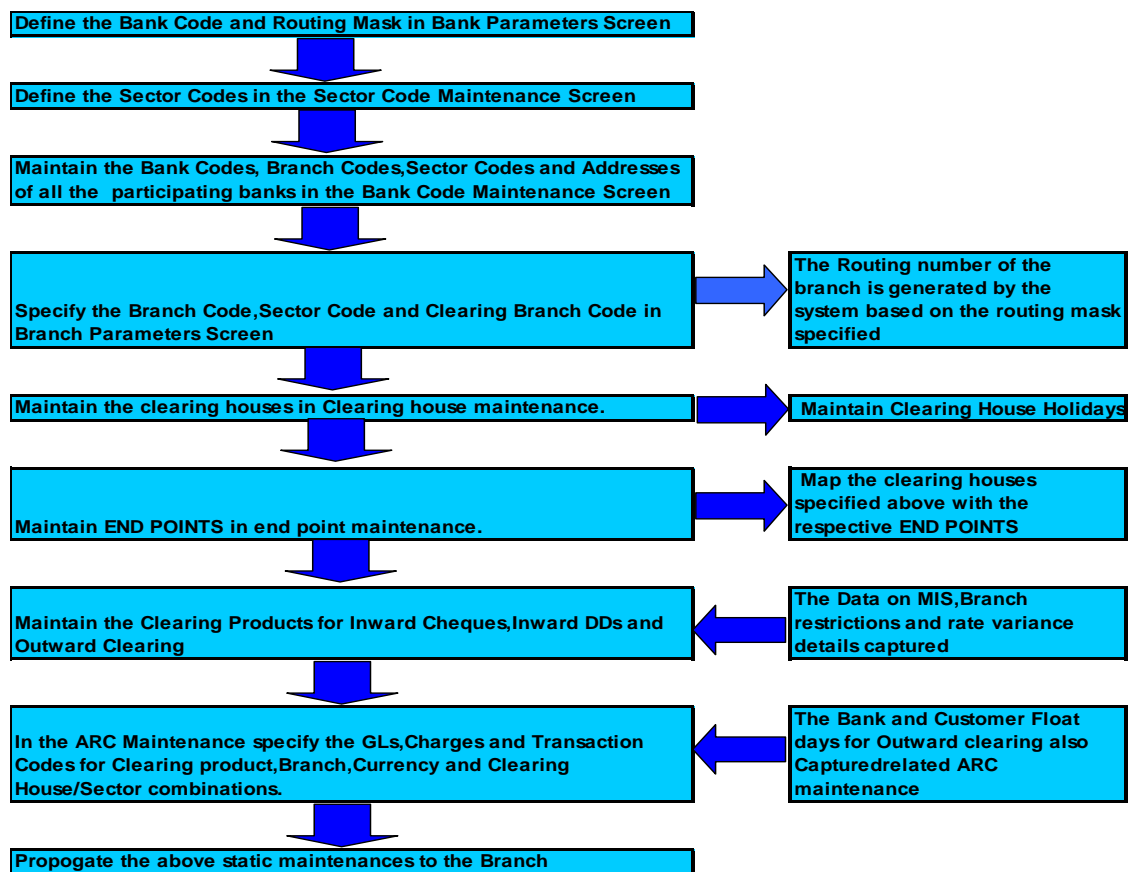 Define the Bank Code and Routing Mask in Bank Parameters Screen
Define the Sector Codes in the Sector Code Maintenance Screen
Maintain the Bank Codes, Branch Codes,Sector Codes and Addresses
of all the participating banks in the Bank Code Maintenance Screen
Specify the Branch Code,Sector Code and Clearing Branch Code in
Branch Parameters Screen
The Routing number of the
branch is generated by the
system based on the routing mask
specified
Maintain the clearing houses in Clearing house maintenance.
Maintain Clearing House Holidays
Maintain END POINTS in end point maintenance.
Map the clearing houses
specified above with the
respective END POINTS
Maintain the Clearing Products for Inward Cheques,Inward DDs and
Outward Clearing
The Data on MIS,Branch
restrictions and rate variance
details captured
In the ARC Maintenance specify the GLs,Charges and Transaction
Codes for Clearing product,Branch,Currency and Clearing
House/Sector combinations.
The Bank and Customer Float
days for Outward clearing also
Capturedrelated ARC
maintenance
Propogate the above static maintenances to the Branch